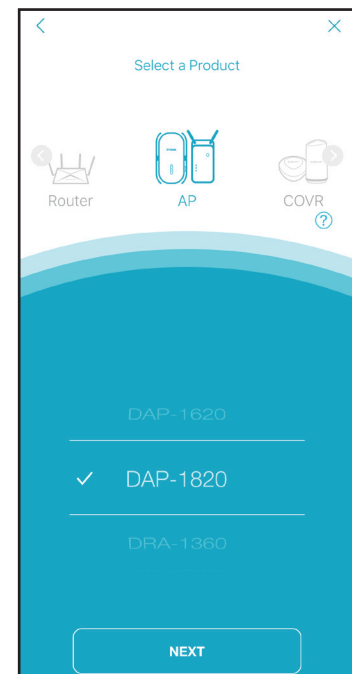 Select a Product
Router
AP
COVR
?
DAP-1620
DAP-1820
DRA-1360
NEXT